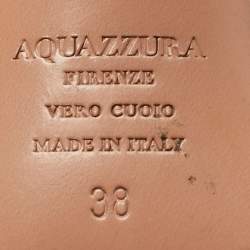 AQUAZZURA
FIRENZE
VERO CUOIO
MADE IN ITALY
38